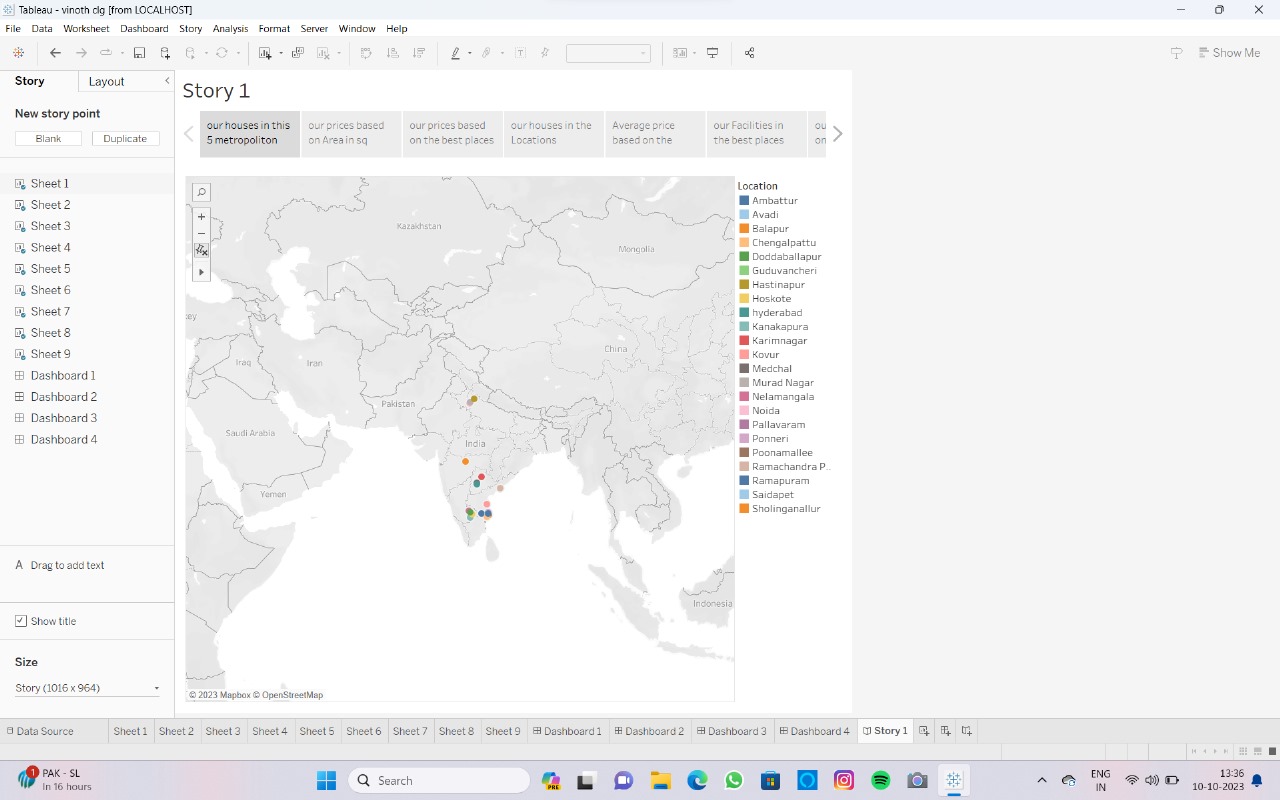 Tableau - vinoth clg [from LOCALHOST]
File Data Worksheet Dashboard Story Analysis Format Server Window Help
Show Me
Story Layout
New story point
Blank Duplicate
Sheet 1
Sheet 2
Sheet 3
Sheet 4
Sheet 5
Sheet 6
Sheet 7
Sheet 8
Sheet 9
Dashboard 1
Dashboard 2
Dashboard 3
Dashboard 4
A Drag to add text
Show title
Size
Story (1016 x 964)
Story 1
our houses in this
5 metropoliton
our prices based
on Area in sq
our prices based
on the best places
our houses in the
Locations
Average price
based on the
our Facilities in
the best places
ou
on
Kazakhstan
Mongolia
key
Iraq
Iran
China
Pakistan
Saudi Arabia
India
Yemen
Indonesia
© 2023 Mapbox © OpenStreetMap
Location
Ambattur
Avadi
Balapur
Chengalpattu
Doddaballapur
Guduvancheri
Hastinapur
Hoskote
hyderabad
Kanakapura
Karimnagar
Kovur
Medchal
Murad Nagar
Nelamangala
Noida
Pallavaram
Ponneri
Poonamallee
Ramachandra P...
Ramapuram
Saidapet
Sholinganallur
Data Source Sheet 1 Sheet 2 Sheet 3 Sheet 4 Sheet 5 Sheet 6 Sheet 7 Sheet 8 Sheet 9 Dashboard 1 Dashboard 2 Dashboard 3 Dashboard 4 Story 1
1
PAK - SL
In 16 hours
Search
PRE
ENG
IN
13:36
10-10-2023